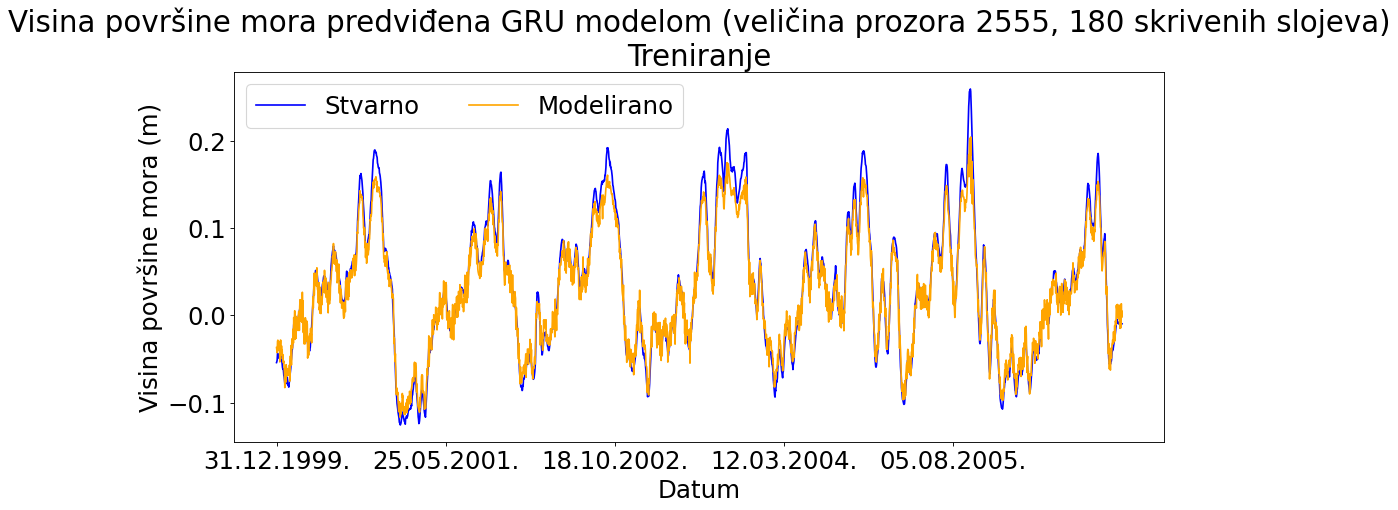 Visina površine mora predviđena GRU modelom (veličina prozora 2555, 180 skrivenih slojeva)
Treniranje
Stvarno Modelirano
Visina površine mora (m)
0.2
0.1
0.0
−0.1
31.12.1999. 25.05.2001. 18.10.2002. 12.03.2004. 05.08.2005.
Datum